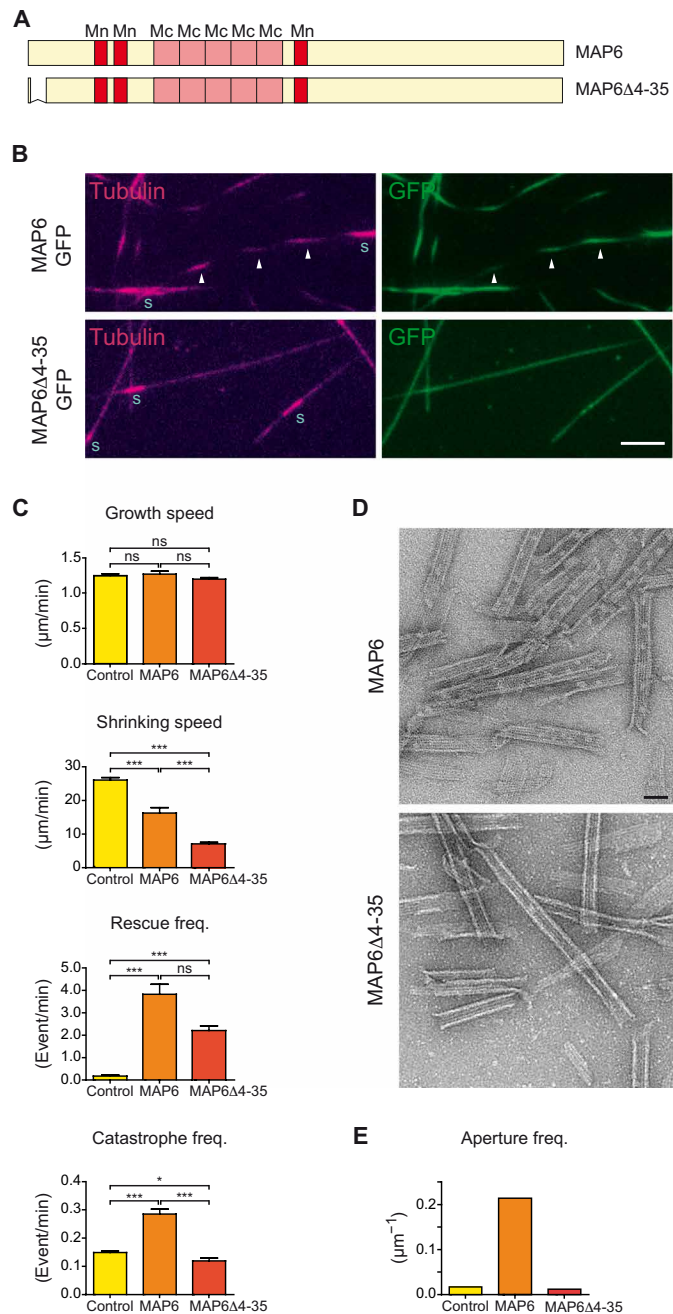 A
Mn Mn Mc Mc Mc Mc Mc Mn
MAP6
MAP6Δ4-35
B
MAP6
GFP
Tubulin
S
S
GFP
MAP6Δ4-35
GFP
Tubulin
S
S
S
GFP
C
Growth speed
ns
ns ns
(μm/min)
1.5
1.0
0.5
0.0
Control MAP6 MAP6Δ4-35
Shrinking speed
***
*** ***
(μm/min)
30
20
10
0
Control MAP6 MAP6Δ4-35
Rescue freq.
***
*** ns
(Event/min)
5.0
4.0
3.0
2.0
1.0
0.0
Control MAP6 MAP6Δ4-35
Catastrophe freq.
*
*** ***
(Event/min)
0.4
0.3
0.2
0.1
0.0
Control MAP6 MAP6Δ4-35
D
MAP6
MAP6Δ4-35
E
Aperture freq.
(μm⁻¹)
0.2
0.1
0.0
Control MAP6 MAP6Δ4-35